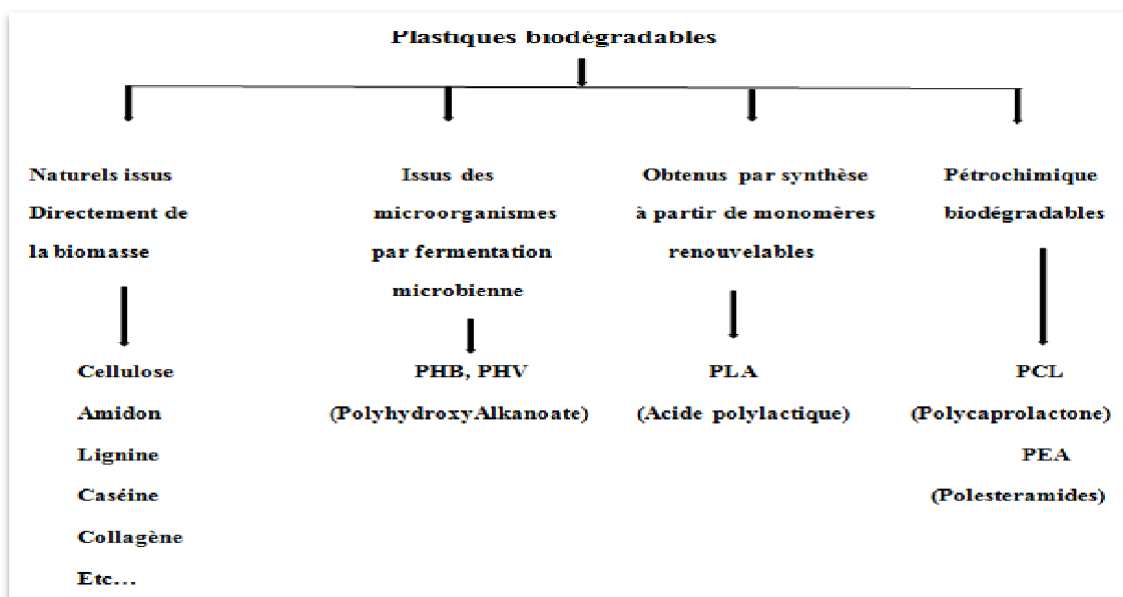 Plastiques biodégradables
Naturels issus
Directement de
la biomasse
Issus des
microorganismes
par fermentation
microbienne
Obtenus par synthèse
à partir de monomères
renouvelables
Pétrochimique
biodégradables
Cellulose
Amidon
Lignine
Caséine
Collagène
Etc...
PHB, PHV
(PolyhydroxyAlkanoate)
PLA
(Acide polylactique)
PCL
(Polycaprolactone)
PEA
(Polesteramides)